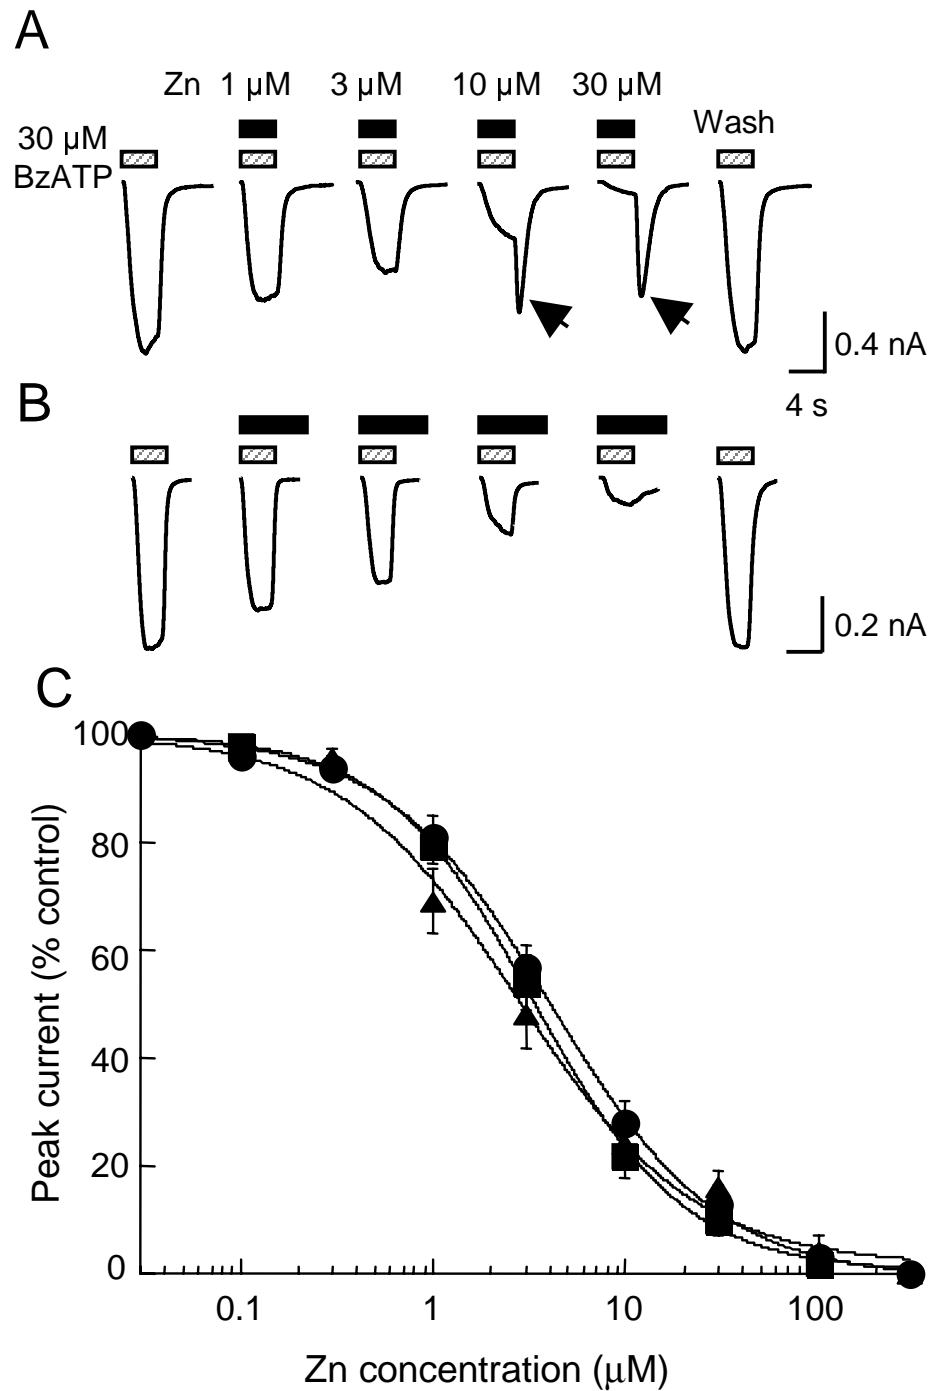 A
Zn 1 μM 3 μM 10 μM 30 μM
Wash
30 μM
BzATP
0.4 nA
4 s
B
0.2 nA
C
100
80
60
40
20
0
Peak current (% control)
0.1 1 10 100
Zn concentration (μM)